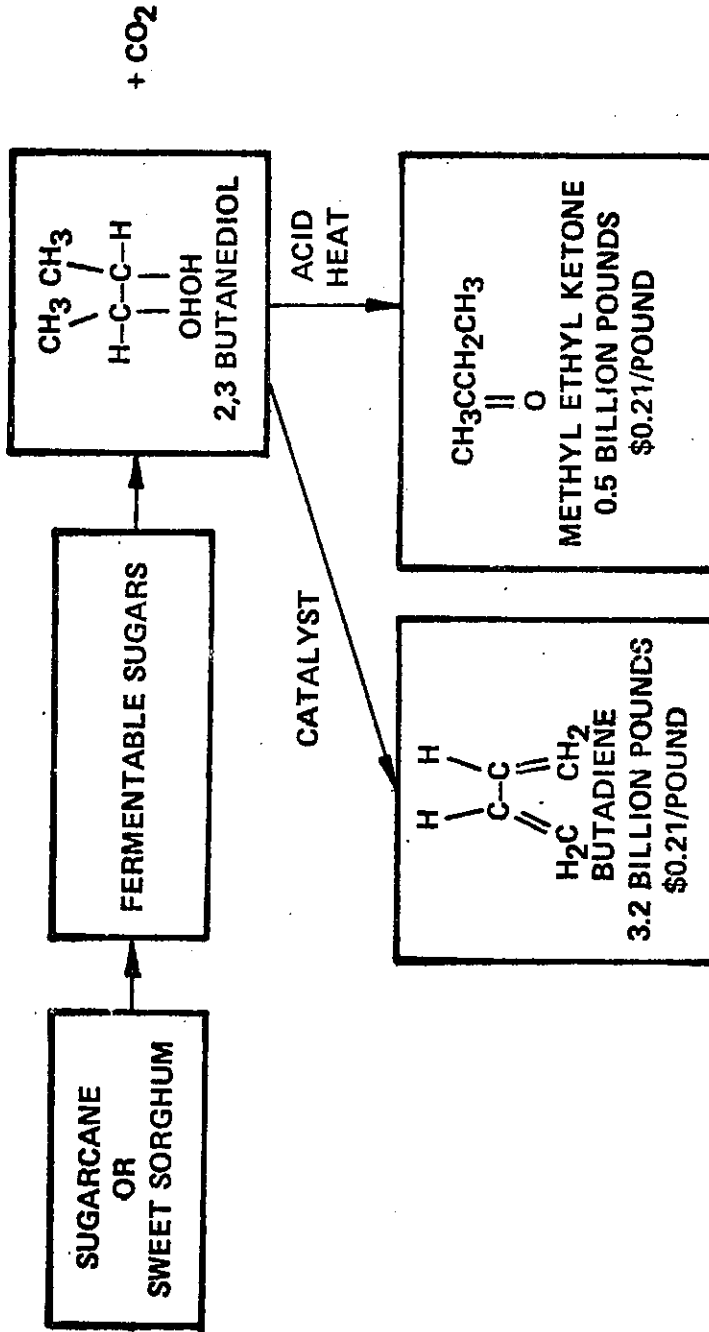 SUGARCANE
OR
SWEET SORGHUM
FERMENTABLE SUGARS
CH3 CH3
H-C-C-H
OHOH
2,3 BUTANEDIOL
+ CO2
CATALYST
ACID
HEAT
H H
C-C
H2C CH2
BUTADIENE
3.2 BILLION POUNDS
$0.21/POUND
CH3CCH2CH3
O
METHYL ETHYL KETONE
0.5 BILLION POUNDS
$0.21/POUND